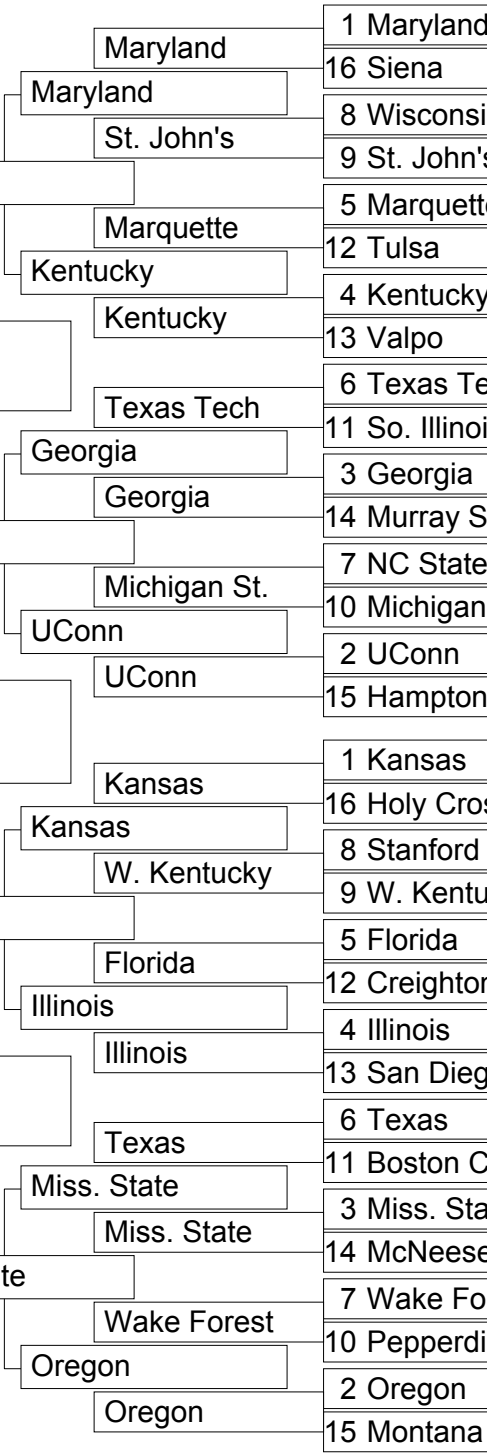 1 Maryland
Maryland
16 Siena
Maryland
8 Wisconsi
St. John's
9 St. John's
5 Marquette
Marquette
12 Tulsa
Kentucky
4 Kentucky
Kentucky
13 Valpo
6 Texas Te
Texas Tech
11 So. Illinoi
Georgia
3 Georgia
Georgia
14 Murray S
7 NC State
Michigan St.
10 Michigan
UConn
2 UConn
UConn
15 Hampton
1 Kansas
Kansas
16 Holy Cros
Kansas
8 Stanford
W. Kentucky
9 W. Kentu
5 Florida
Florida
12 Creighton
Illinois
4 Illinois
Illinois
13 San Dieg
6 Texas
Texas
11 Boston C
Miss. State
3 Miss. Sta
Miss. State
14 McNeese
te
7 Wake Fo
Wake Forest
10 Pepperdi
Oregon
2 Oregon
Oregon
15 Montana